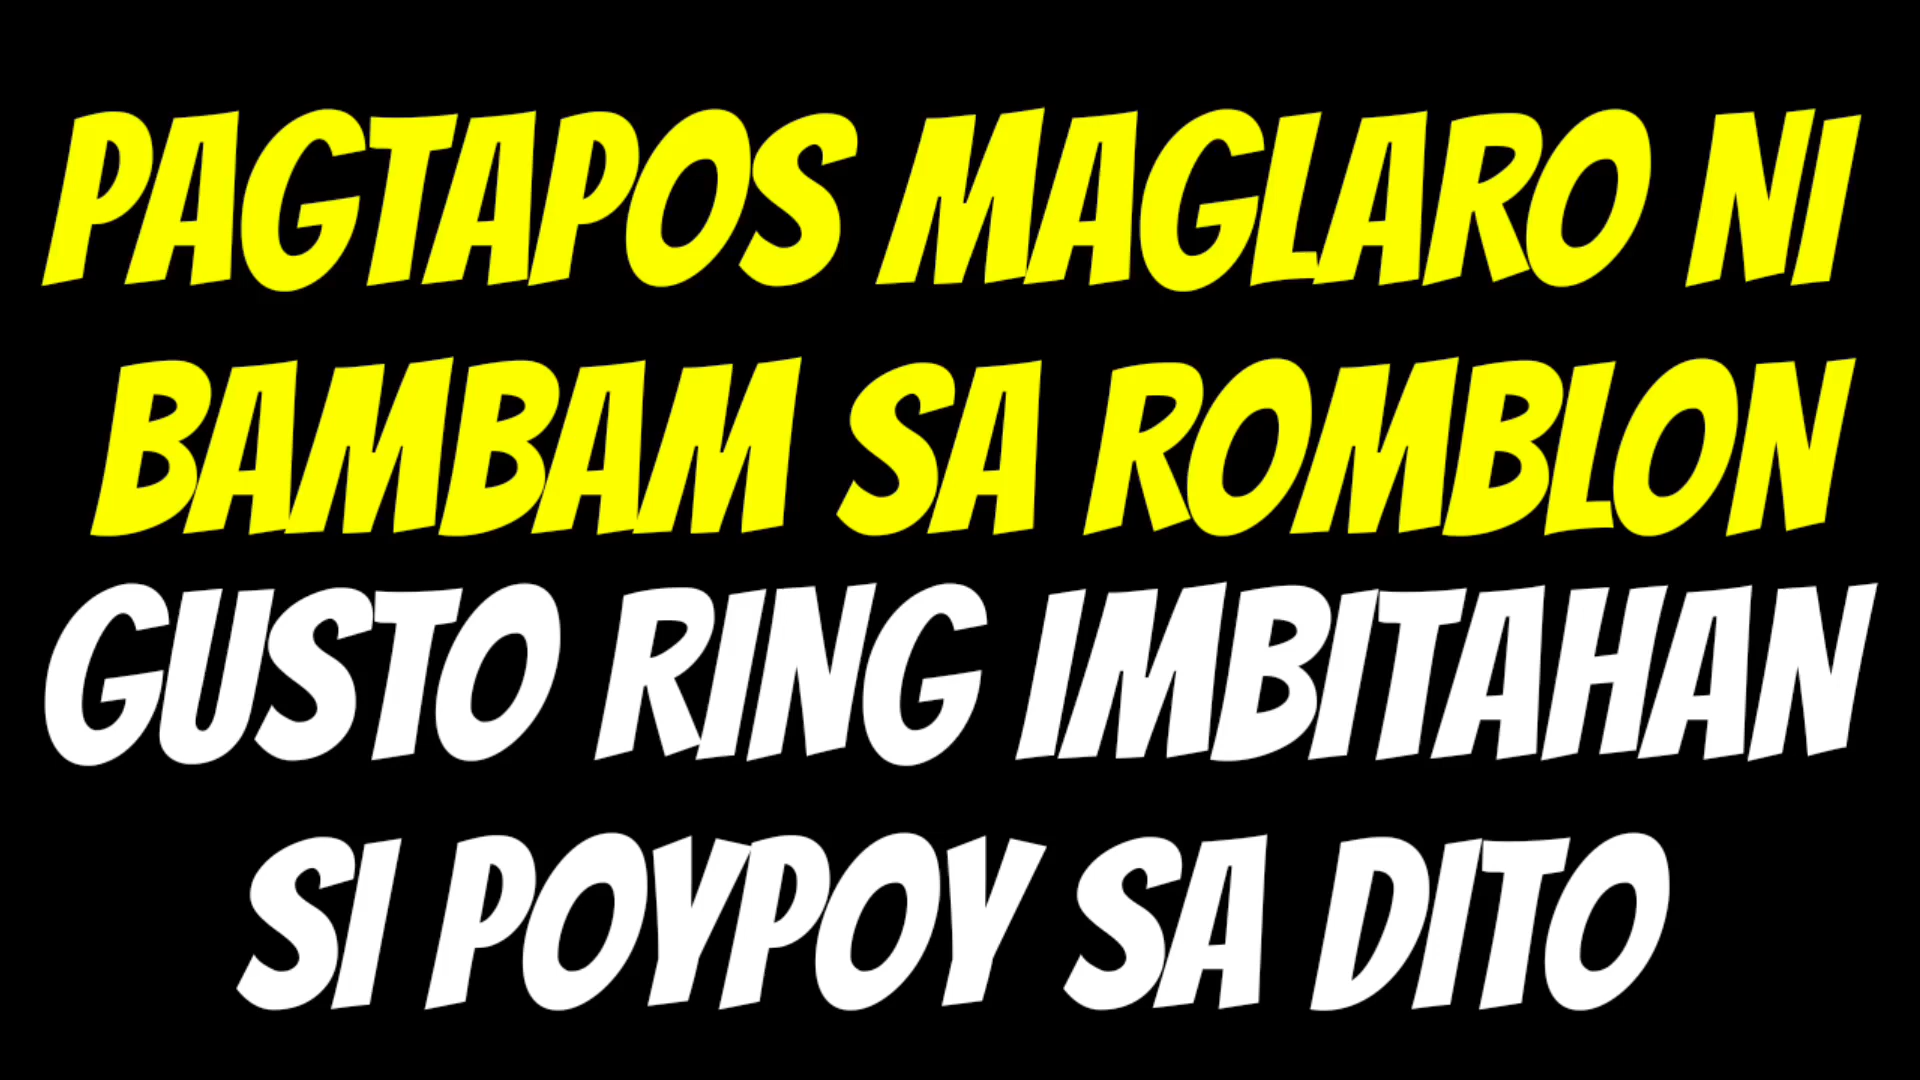 PAGTAPOS MAGLARO NI
BAMBAM SA ROMBLON
GUSTO RING IMBITAHAN
SI POYPOY SA DITO